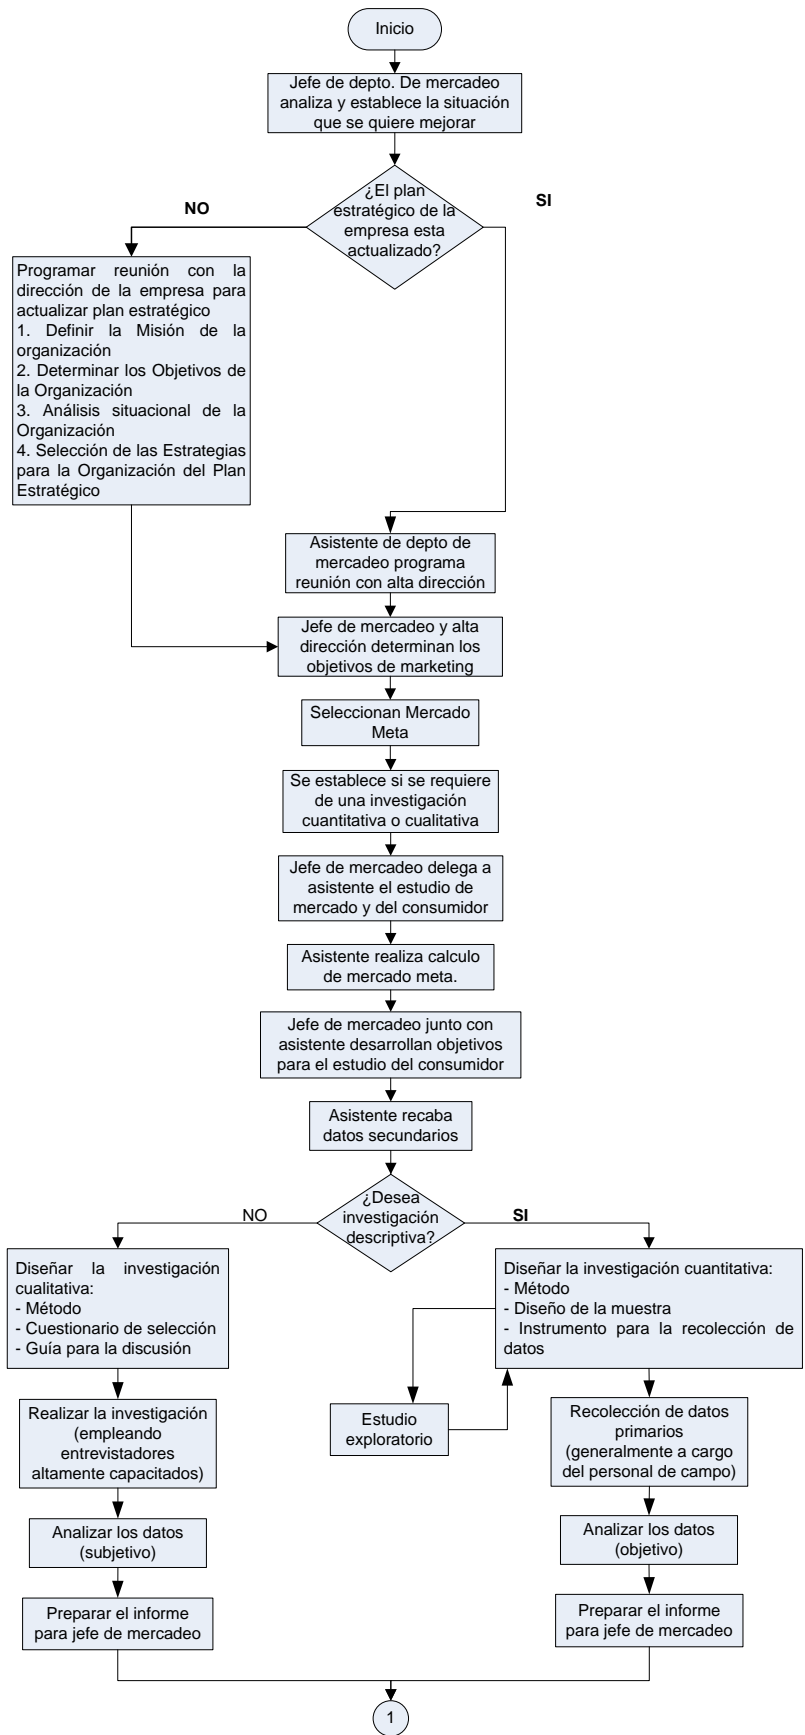 Inicio
Jefe de depto. De mercadeo
analiza y establece la situación
que se quiere mejorar
¿El plan
estratégico de la
empresa esta
actualizado?
NO
SI
Programar reunión con la
dirección de la empresa para
actualizar plan estratégico
1. Definir la Misión de la
organización
2. Determinar los Objetivos de
la Organización
3. Análisis situacional de la
Organización
4. Selección de las Estrategias
para la Organización del Plan
Estratégico
Asistente de depto de
mercadeo programa
reunión con alta dirección
Jefe de mercadeo y alta
dirección determinan los
objetivos de marketing
Seleccionan Mercado
Meta
Se establece si se requiere
de una investigación
cuantitativa o cualitativa
Jefe de mercadeo delega a
asistente el estudio de
mercado y del consumidor
Asistente realiza calculo
de mercado meta.
Jefe de mercadeo junto con
asistente desarrollan objetivos
para el estudio del consumidor
Asistente recaba
datos secundarios
¿Desea
investigación
descriptiva?
NO
SI
Diseñar la investigación
cualitativa:
- Método
- Cuestionario de selección
- Guía para la discusión
Realizar la investigación
(empleando
entrevistadores
altamente capacitados)
Analizar los datos
(subjetivo)
Preparar el informe
para jefe de mercadeo
Diseñar la investigación cuantitativa:
- Método
- Diseño de la muestra
- Instrumento para la recolección de
datos
Estudio
exploratorio
Recolección de datos
primarios
(generalmente a cargo
del personal de campo)
Analizar los datos
(objetivo)
Preparar el informe
para jefe de mercadeo
1